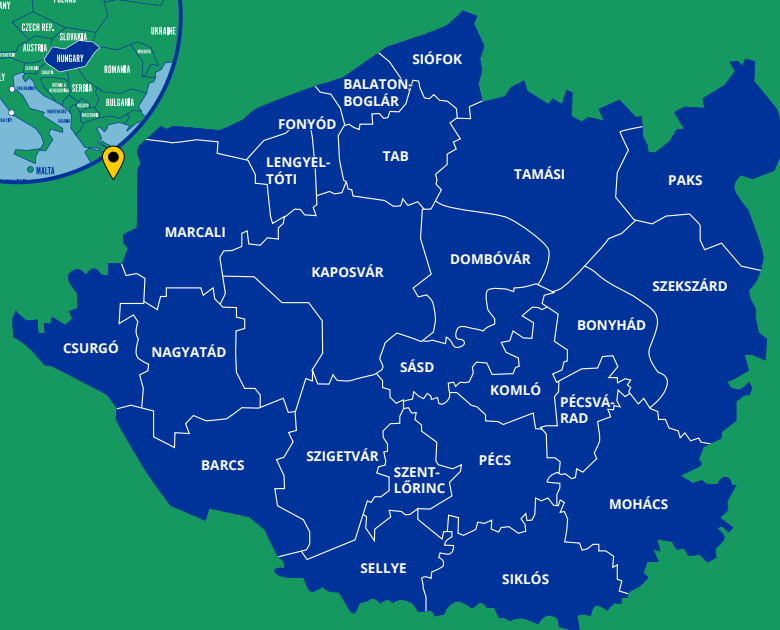 POLAND
CZECH REP.
SLOVAKIA
UKRAINE
AUSTRIA
HUNGARY
ROMANIA
SERBIA
BULGARIA
MALTA
SIÓFOK
BALATON-
BOGLÁR
FONYÓD
LENGYEL-
TÓTI
TAB
TAMÁSI
PAKS
MARCALI
KAPOSVÁR
DOMBÓVÁR
SZEKSZÁRD
BONYHÁD
CSURGÓ
NAGYATÁD
SÁSD
KOMLÓ
PÉCSVÁ-
RAD
BARCS
SZIGETVÁR
SZENT-
LŐRINC
PÉCS
MOHÁCS
SELLYE
SIKLÓS